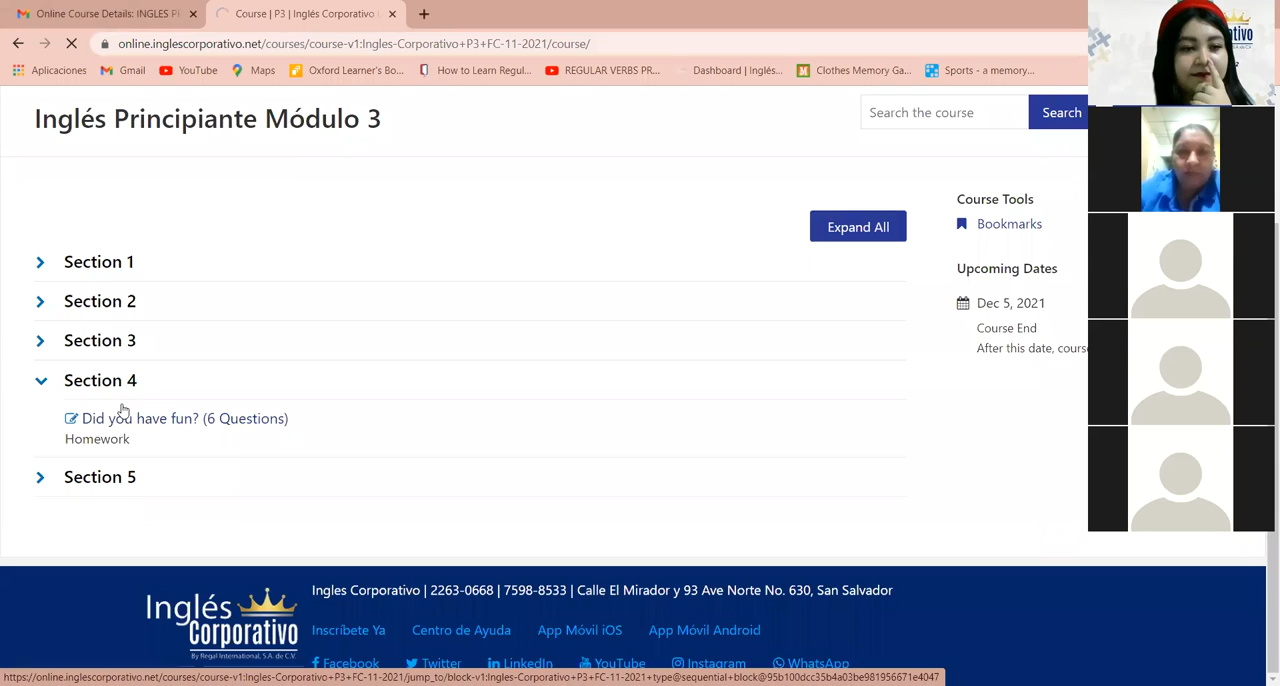 Online Course Details: INGLES P
Course | P3 | Inglés Corporativo
online.inglescorporativo.net/courses/course-v1:Ingles-Corporativo+P3+FC-11-2021/course/
Aplicaciones
Gmail
YouTube
Maps
Oxford Learner's Bo...
How to Learn Regul...
REGULAR VERBS PR...
Dashboard | Inglés...
Clothes Memory Ga...
Sports - a memory...
Inglés Principiante Módulo 3
Search the course
Search
Expand All
Section 1
Section 2
Section 3
Section 4
Did you have fun? (6 Questions)
Homework
Section 5
Course Tools
Bookmarks
Upcoming Dates
Dec 5, 2021
Course End
After this date, course
Inglés
Corporativo
By Regal International, S.A. de C.V.
Ingles Corporativo | 2263-0668 | 7598-8533 | Calle El Mirador y 93 Ave Norte No. 630, San Salvador
Inscríbete Ya
Centro de Ayuda
App Móvil iOS
App Móvil Android
Facebook
Twitter
LinkedIn
YouTube
Instagram
WhatsApp
https://online.inglescorporativo.net/courses/course-v1:Ingles-Corporativo+P3+FC-11-2021/jump_to/block-v1:Ingles-Corporativo+P3+FC-11-2021+type@sequential+block@95b100dcc35b4a03be981956671e4047